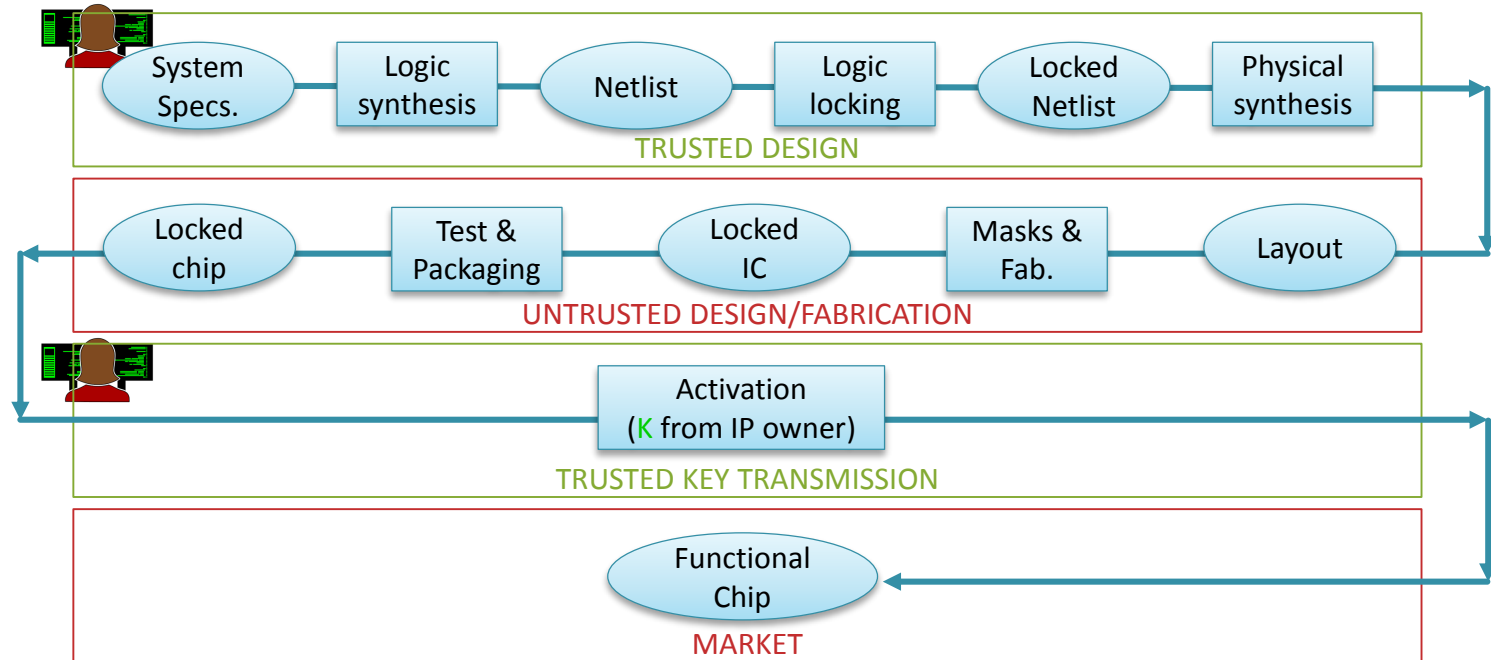 System
Specs.
Logic
synthesis
Netlist
Logic
locking
Locked
Netlist
Physical
synthesis
TRUSTED DESIGN
Locked
chip
Test &
Packaging
Locked
IC
Masks &
Fab.
Layout
UNTRUSTED DESIGN/FABRICATION
Activation
(K from IP owner)
TRUSTED KEY TRANSMISSION
Functional
Chip
MARKET